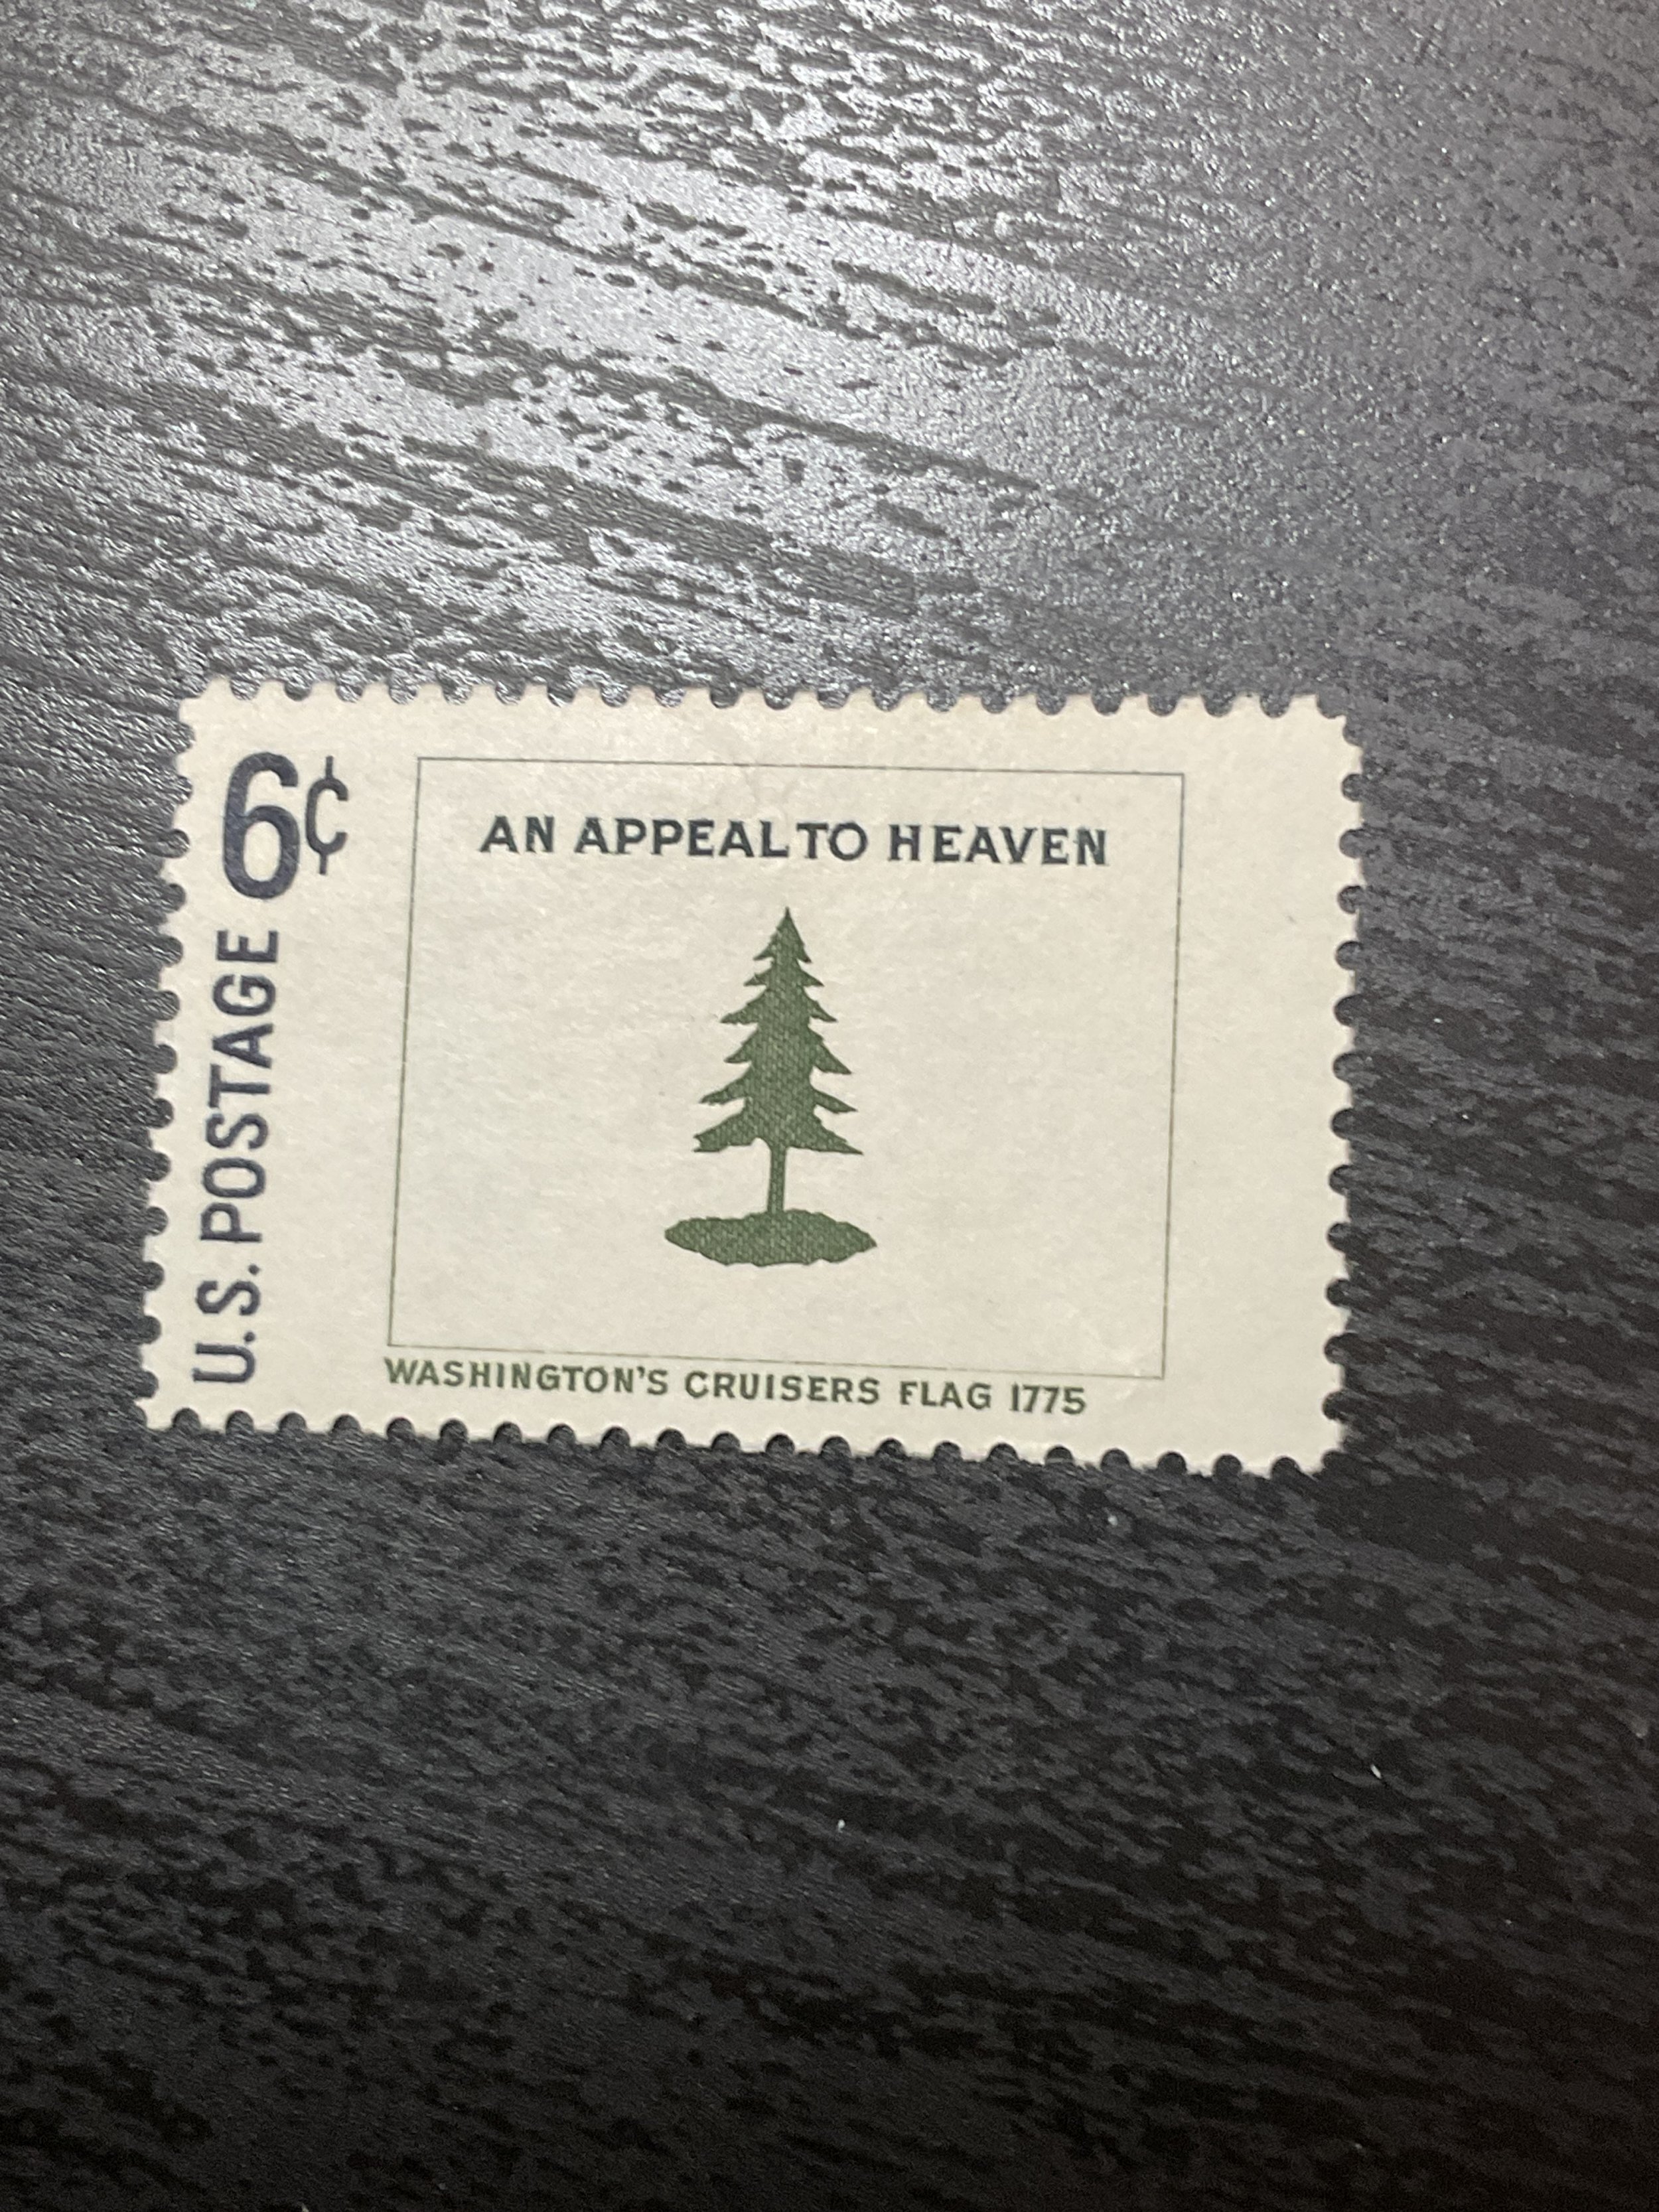 6¢
U.S. POSTAGE
AN APPEAL TO HEAVEN
WASHINGTON'S CRUISERS FLAG 1775